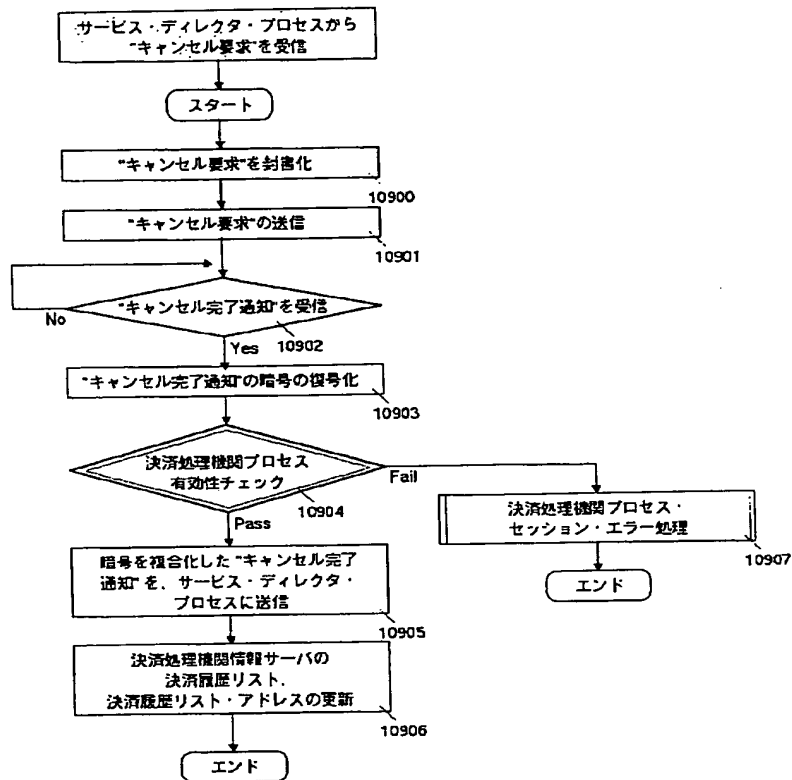 サービス・ディレクタ・プロセスから
“キャンセル要求”を受信
スタート
“キャンセル要求”を封書化
10900
“キャンセル要求”の送信
10901
“キャンセル完了通知”を受信
No
10902
Yes
“キャンセル完了通知”の暗号の復号化
10903
決済処理機関プロセス
有効性チェック
10904
Fail
Pass
決済処理機関プロセス・
セッション・エラー処理
10907
エンド
暗号を複合化した“キャンセル完了
通知”を、サービス・ディレクタ・
プロセスに送信
10905
決済処理機関情報サーバの
決済履歴リスト、
決済履歴リスト・アドレスの更新
10906
エンド